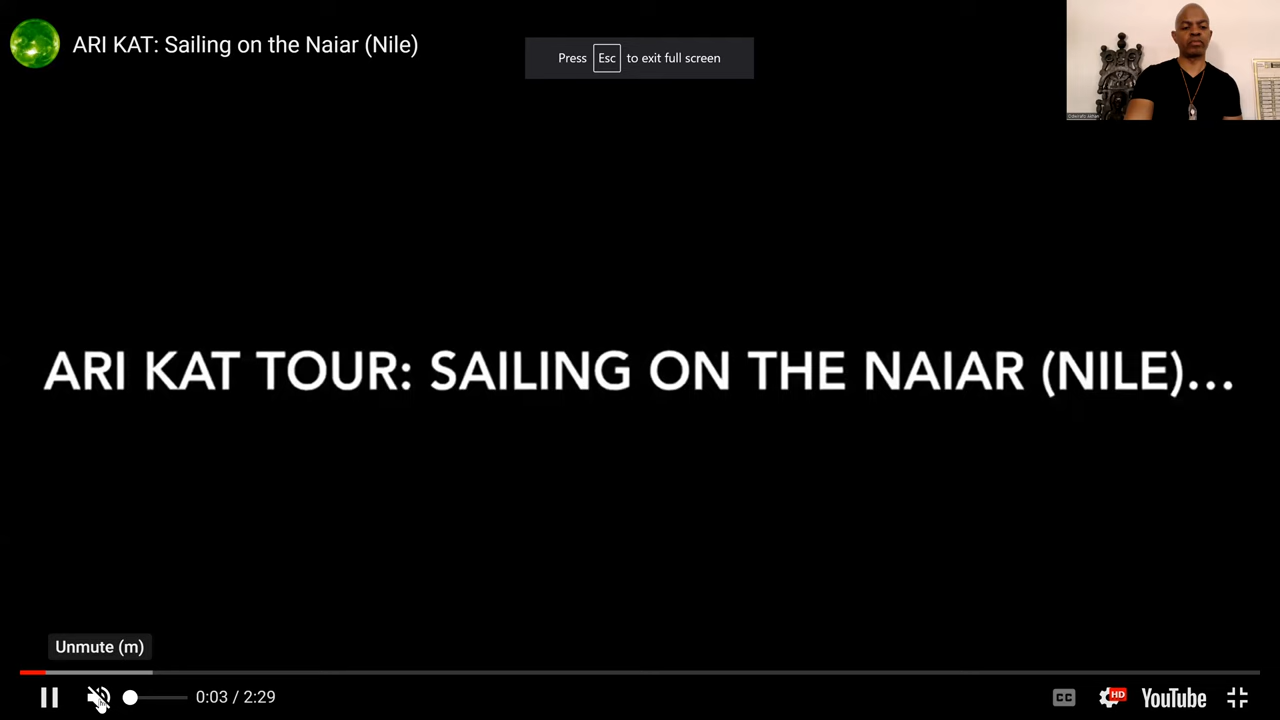 ARI KAT: Sailing on the Naiar (Nile)
Press Esc to exit full screen
ARI KAT TOUR: SAILING ON THE NAIAR (NILE)...
Unmute (m)
0:03 / 2:29
CC
HD
YouTube